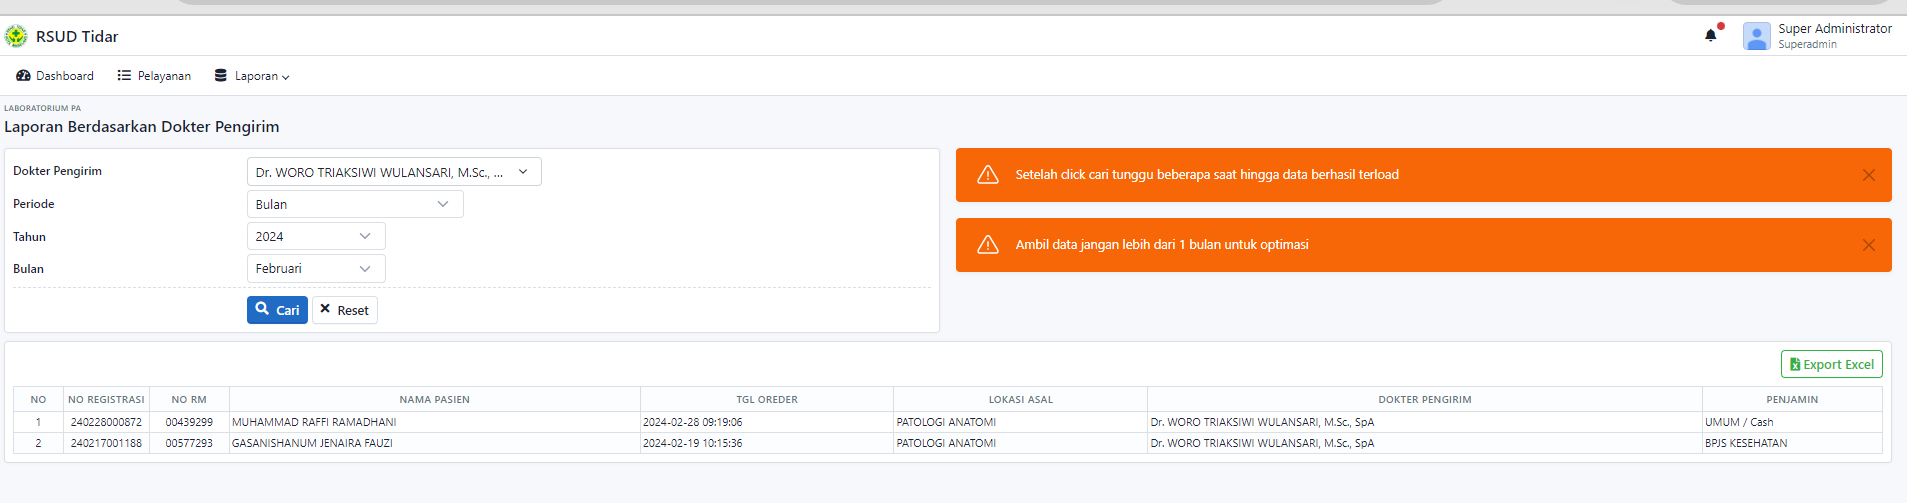 RSUD Tidar
Super Administrator
Superadmin
Dashboard Pelayanan Laporan
LABORATORIUM PA
Laporan Berdasarkan Dokter Pengirim
Dokter Pengirim Dr. WORO TRIAKSIWI WULANSARI, M.Sc., ...
Periode Bulan
Tahun 2024
Bulan Februari
Cari Reset
Setelah click cari tunggu beberapa saat hingga data berhasil terload
Ambil data jangan lebih dari 1 bulan untuk optimasi
Export Excel
NO NO REGISTRASI NO RM NAMA PASIEN TGL OREDER LOKASI ASAL DOKTER PENGIRIM PENJAMIN
1 240228000872 00439299 MUHAMMAD RAFFI RAMADHANI 2024-02-28 09:19:06 PATOLOGI ANATOMI Dr. WORO TRIAKSIWI WULANSARI, M.Sc., SpA UMUM / Cash
2 240217001188 00577293 GASANISHANUM JENAIRA FAUZI 2024-02-19 10:15:36 PATOLOGI ANATOMI Dr. WORO TRIAKSIWI WULANSARI, M.Sc., SpA BPJS KESEHATAN